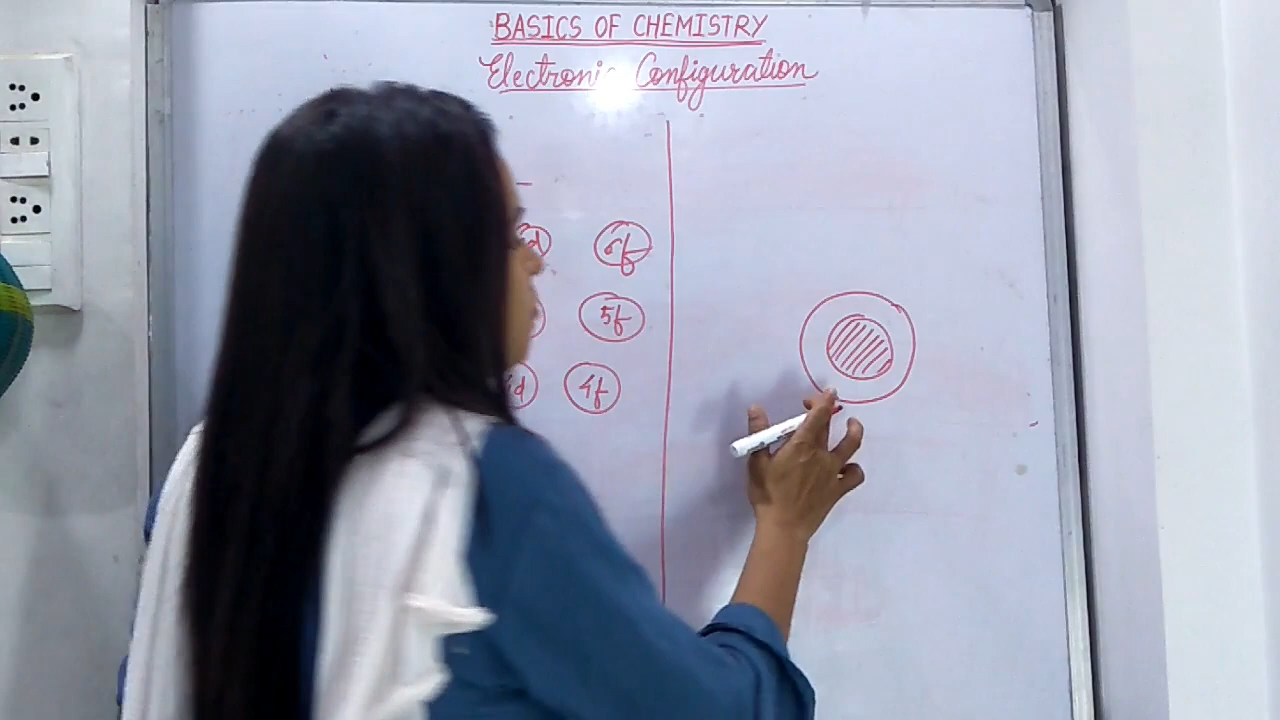 BASICS OF CHEMISTRY
Electronic Configuration
d 6f
5f
d 4f